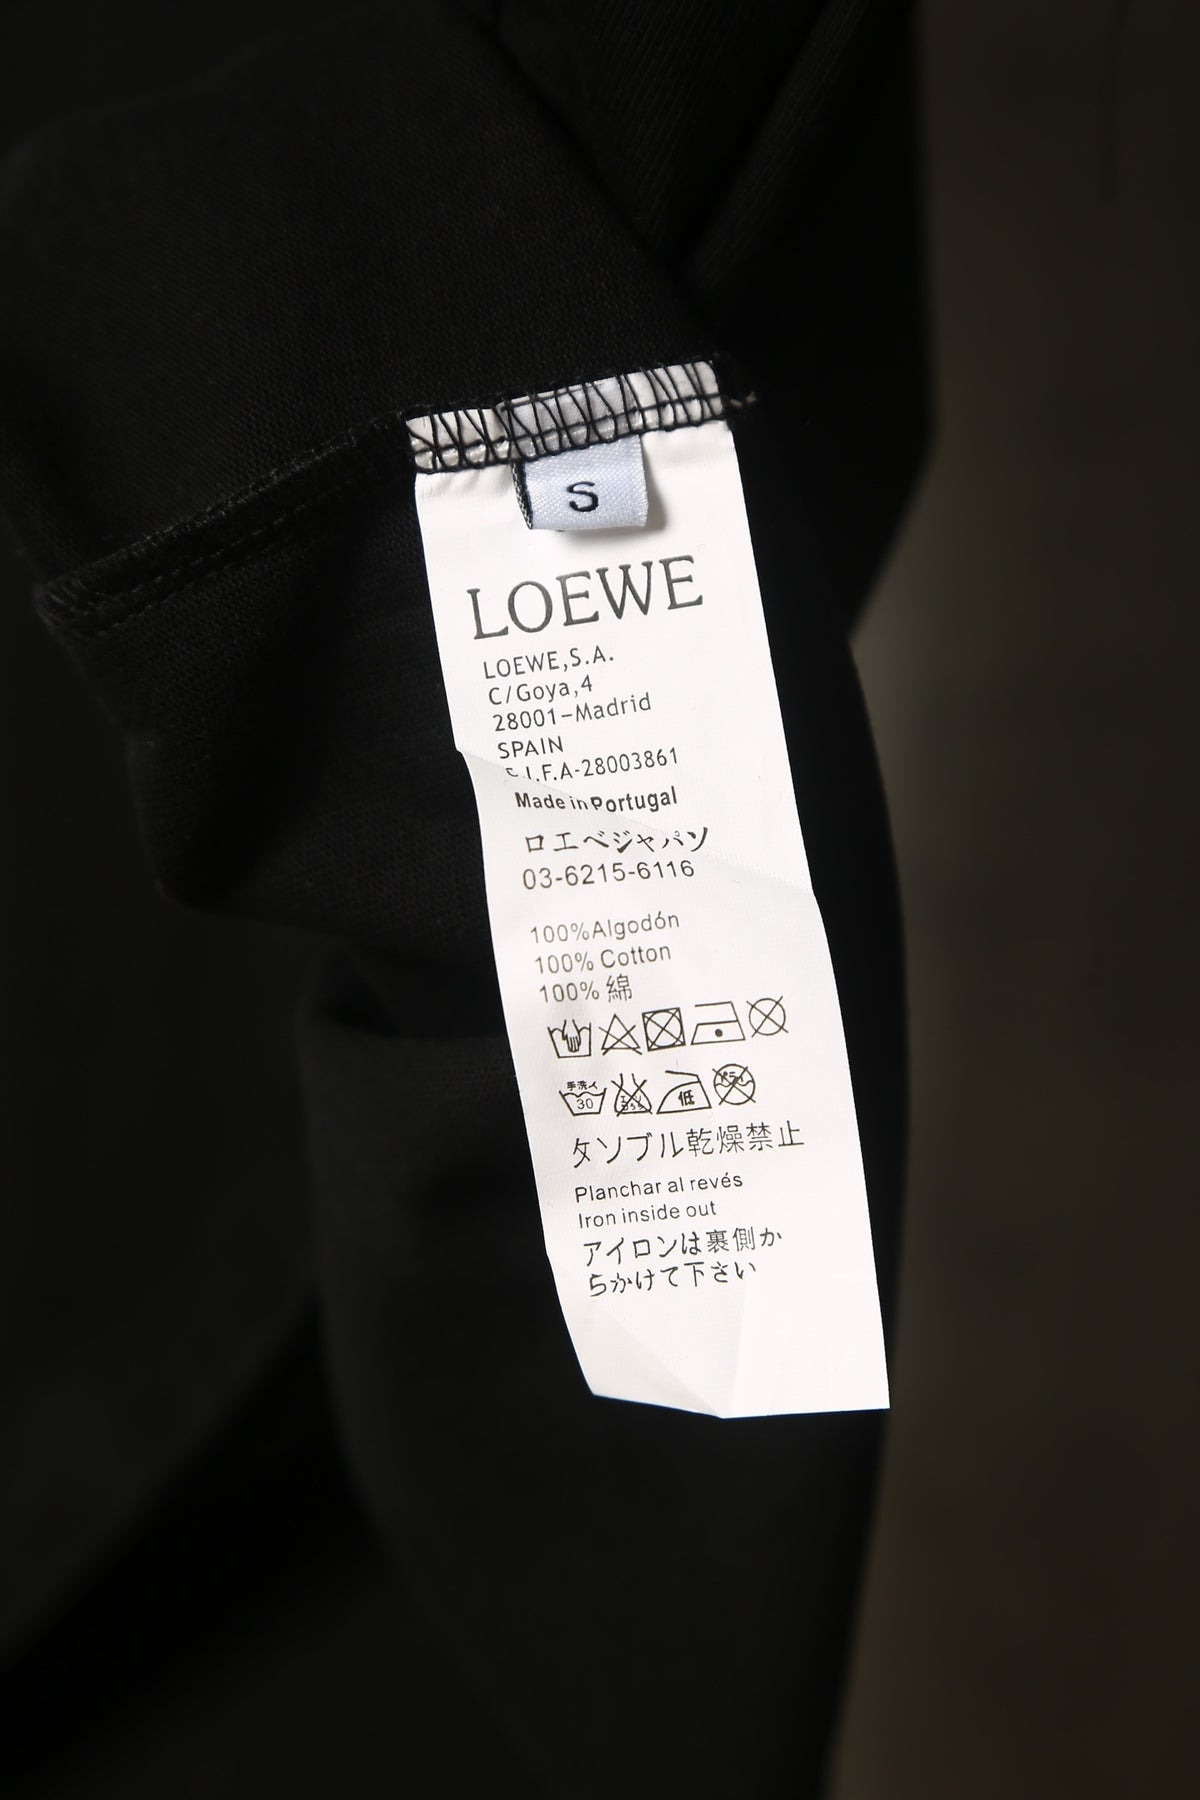 S
LOEWE
LOEWE,S.A.
C/Goya,4
28001-Madrid
SPAIN
I.F.A-28003861
Made in Portugal
ロエベジャパソ
03-6215-6116
100%Algodón
100% Cotton
100% 綿
手洗イ
30
低
タソブル乾燥禁止
Planchar al revés
Iron inside out
アイロンは裏側か
らかけて下さい